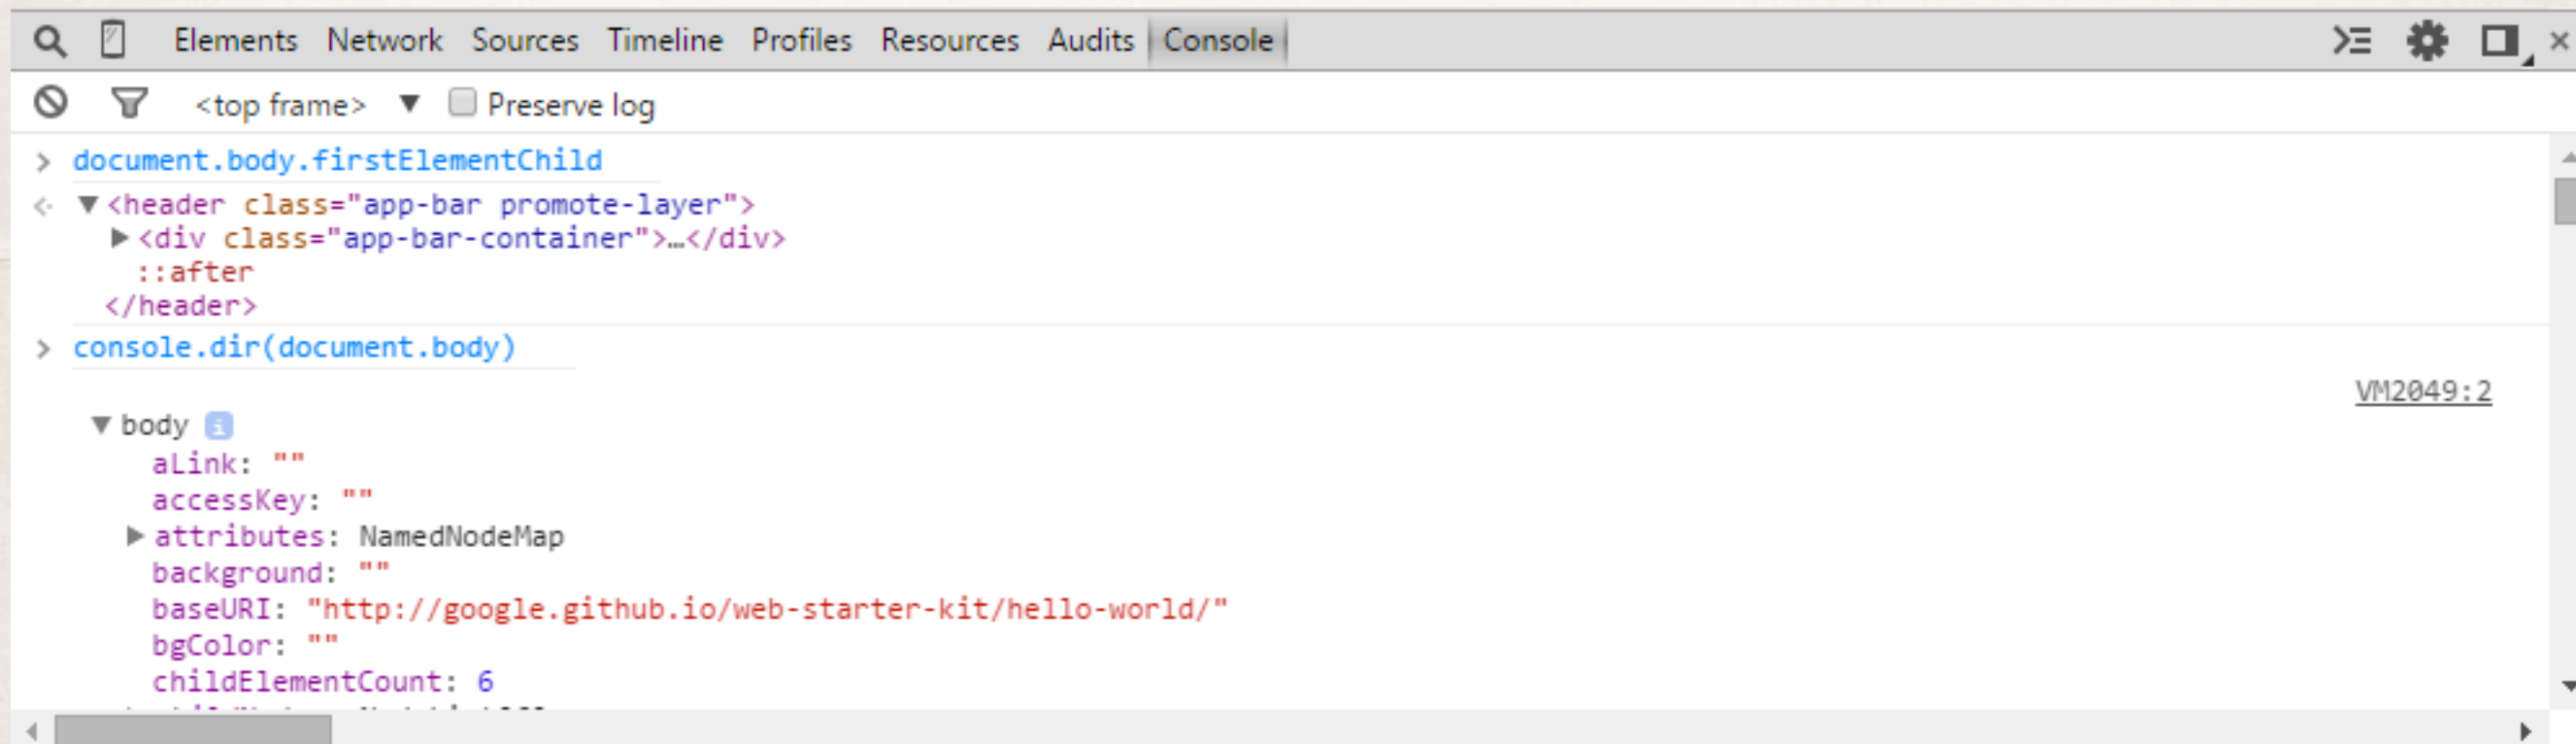 Elements Network Sources Timeline Profiles Resources Audits Console
<top frame> Preserve log
document.body.firstElementChild
<header class="app-bar promote-layer">
<div class="app-bar-container">…</div>
::after
</header>
console.dir(document.body)
VM2049:2
body i
aLink: ""
accessKey: ""
attributes: NamedNodeMap
background: ""
baseURI: "http://google.github.io/web-starter-kit/hello-world/"
bgColor: ""
childElementCount: 6